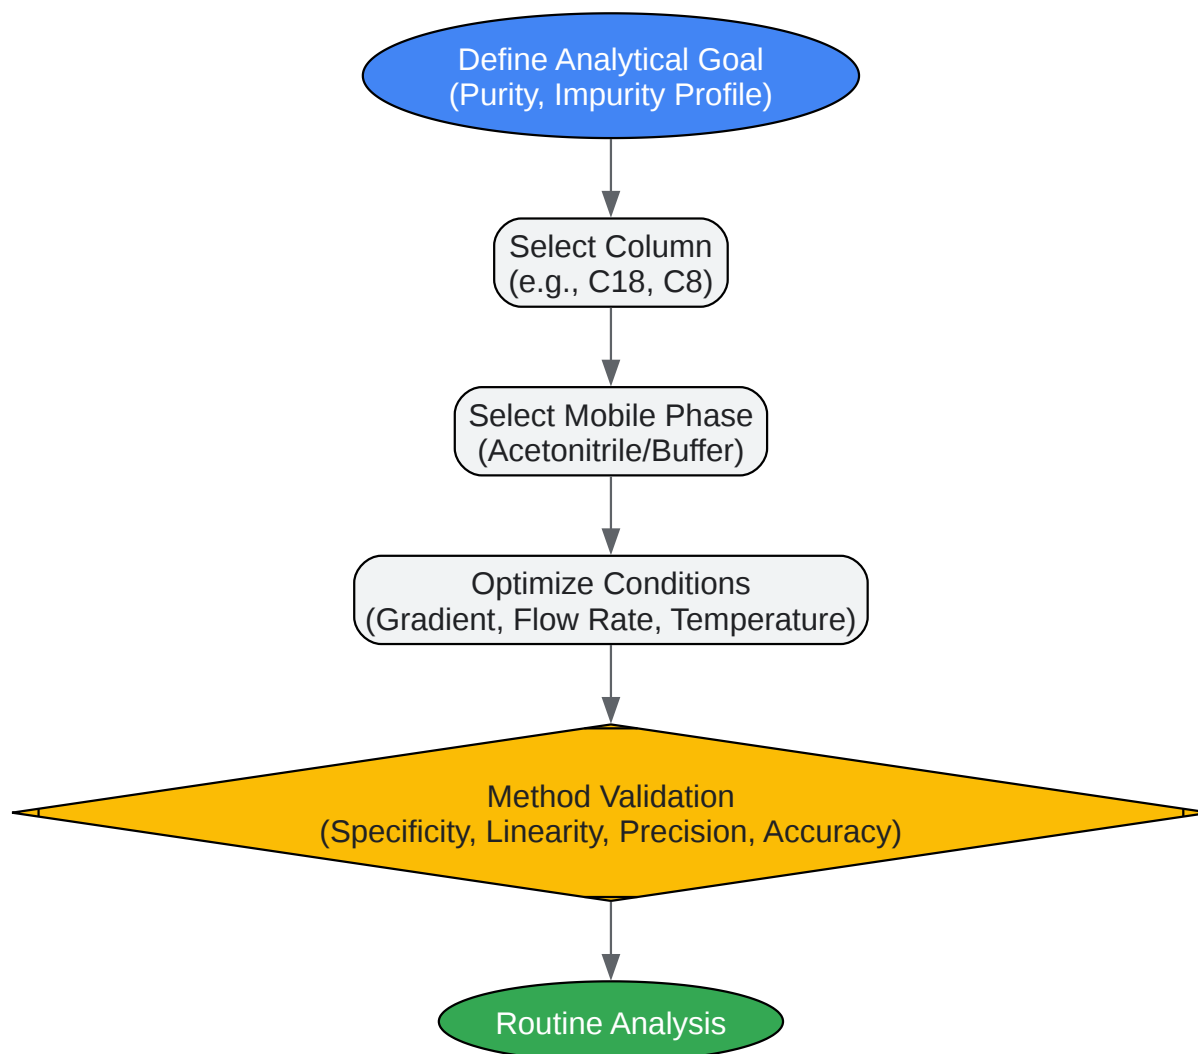 Define Analytical Goal
(Purity, Impurity Profile)
Select Column
(e.g., C18, C8)
Select Mobile Phase
(Acetonitrile/Buffer)
Optimize Conditions
(Gradient, Flow Rate, Temperature)
Method Validation
(Specificity, Linearity, Precision, Accuracy)
Routine Analysis